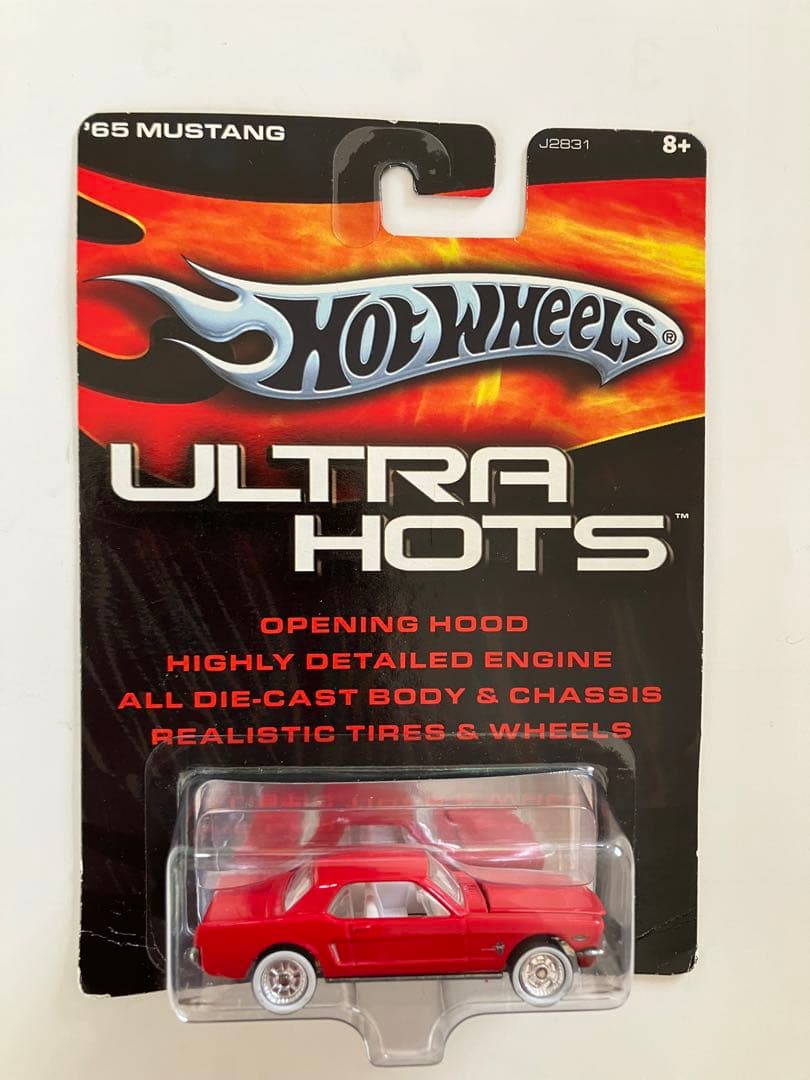 '65 MUSTANG
J2831
8+
HOT WHEELS®
ULTRA
HOTS™
OPENING HOOD
HIGHLY DETAILED ENGINE
ALL DIE-CAST BODY & CHASSIS
REALISTIC TIRES & WHEELS